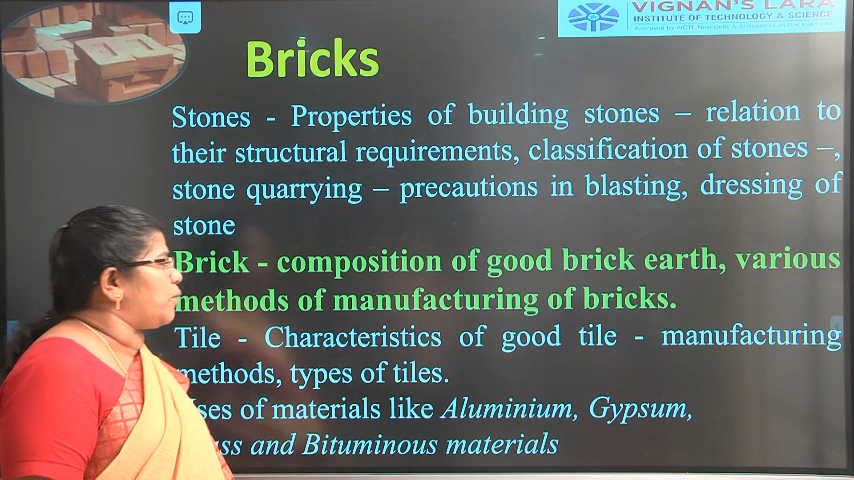 VIGNAN'S LARA
INSTITUTE OF TECHNOLOGY & SCIENCE
Bricks
Stones - Properties of building stones – relation to
their structural requirements, classification of stones –,
stone quarrying – precautions in blasting, dressing of
stone
Brick - composition of good brick earth, various
methods of manufacturing of bricks.
Tile - Characteristics of good tile - manufacturing
methods, types of tiles.
of materials like Aluminium, Gypsum,
and Bituminous materials